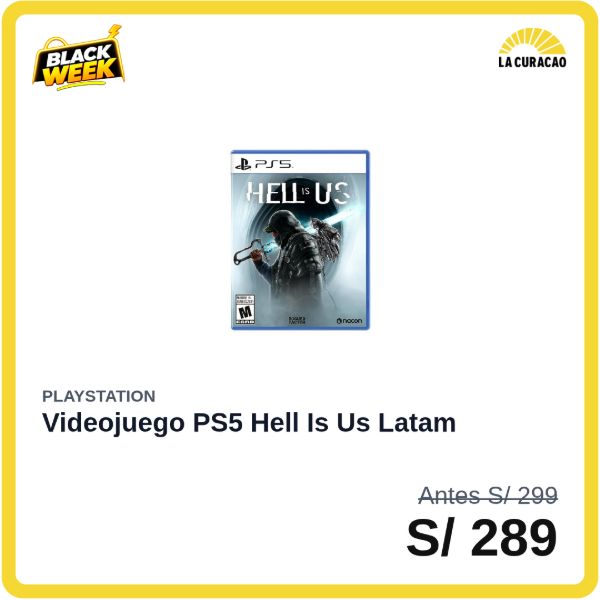 BLACK
WEEK
LA CURACAO
PS5
HELL IS US
M
nacon
PLAYSTATION
Videojuego PS5 Hell Is Us Latam
Antes S/ 299
S/ 289